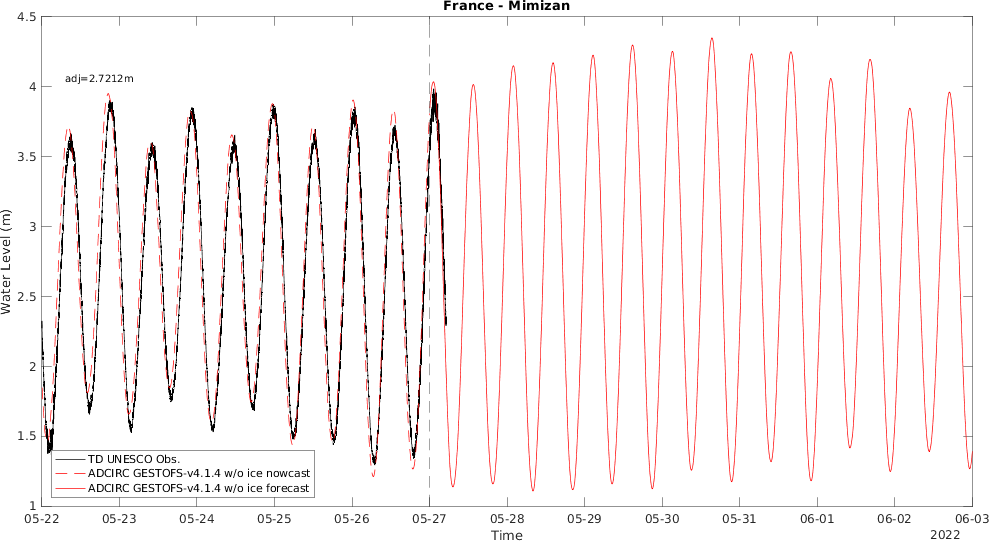 France - Mimizan
4.5
adj=2.7212m
4
3.5
3
Water Level (m)
2.5
2
1.5
TD UNESCO Obs.
ADCIRC GESTOFS-v4.1.4 w/o ice nowcast
ADCIRC GESTOFS-v4.1.4 w/o ice forecast
1
05-22 05-23 05-24 05-25 05-26 05-27 05-28 05-29 05-30 05-31 06-01 06-02 06-03
Time
2022